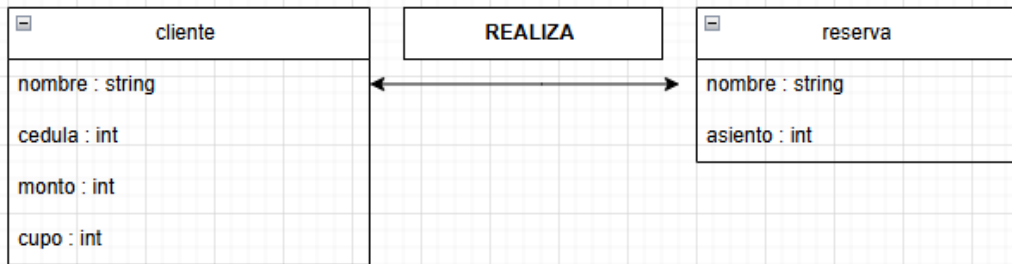 cliente
nombre : string
cedula : int
monto : int
cupo : int
REALIZA
reserva
nombre : string
asiento : int